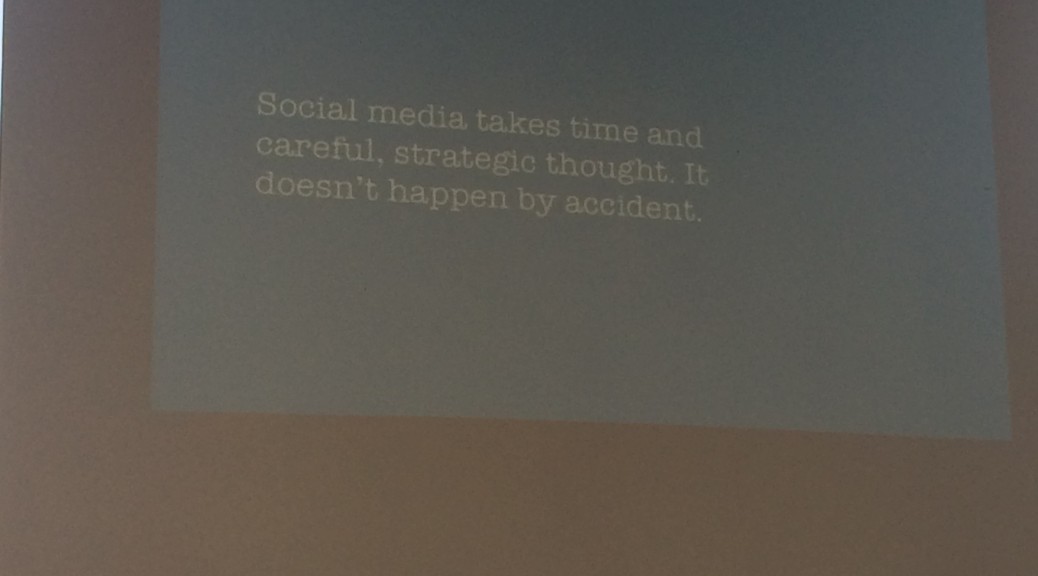 Social media takes time and
careful, strategic thought. It
doesn't happen by accident.